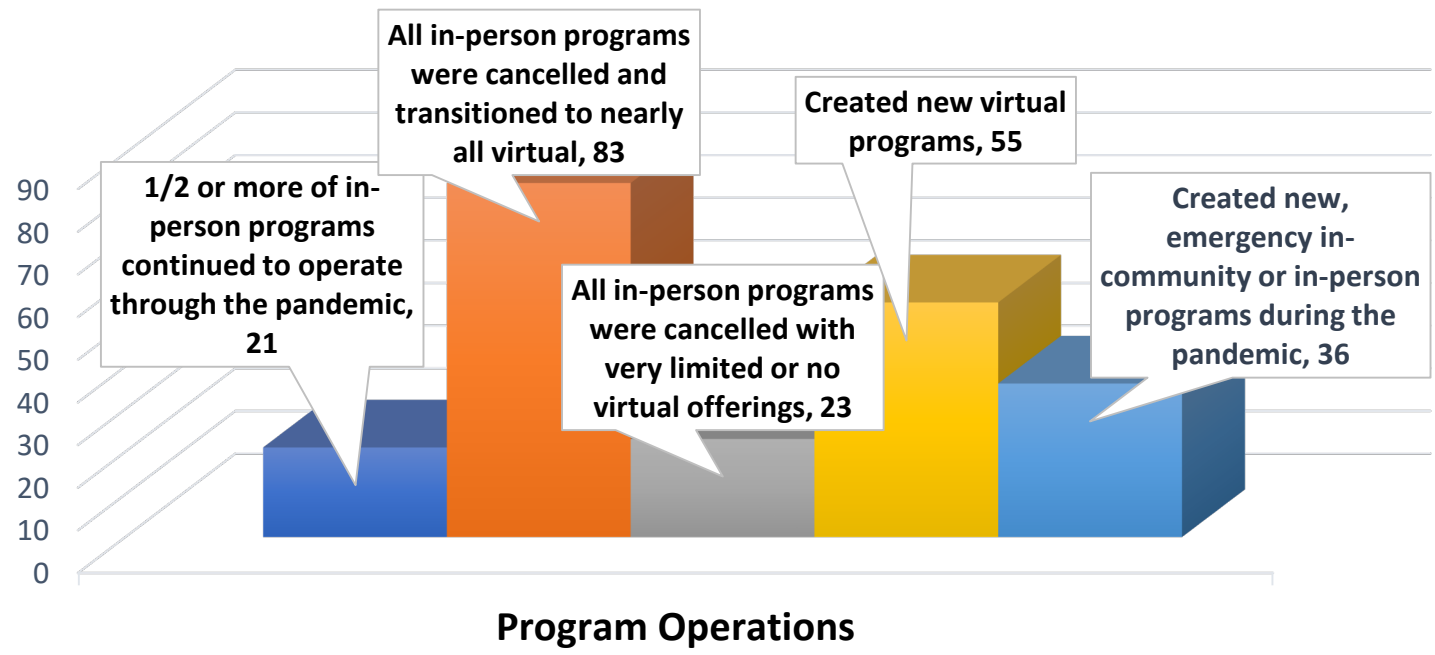 All in-person programs
were cancelled and
transitioned to nearly
all virtual, 83
Created new virtual
programs, 55
1/2 or more of in-
person programs
continued to operate
through the pandemic,
21
Created new,
emergency in-
community or in-person
programs during the
pandemic, 36
All in-person programs
were cancelled with
very limited or no
virtual offerings, 23
90
80
70
60
50
40
30
20
10
0
Program Operations